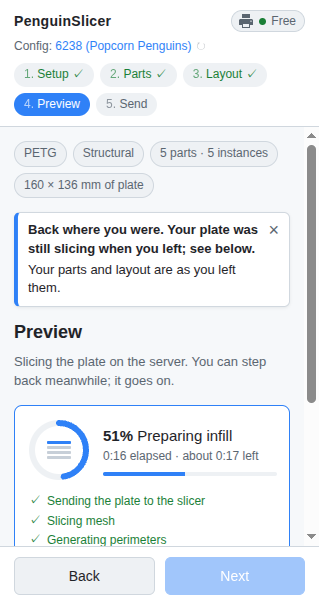 PenguinSlicer
Free
Config: 6238 (Popcorn Penguins)
1. Setup ✓
2. Parts ✓
3. Layout ✓
4. Preview
5. Send
PETG
Structural
5 parts · 5 instances
160 × 136 mm of plate
Back where you were. Your plate was
still slicing when you left; see below.
×
Your parts and layout are as you left
them.
Preview
Slicing the plate on the server. You can step
back meanwhile; it goes on.
51% Preparing infill
0:16 elapsed · about 0:17 left
✓ Sending the plate to the slicer
✓ Slicing mesh
✓ Generating perimeters
Back
Next